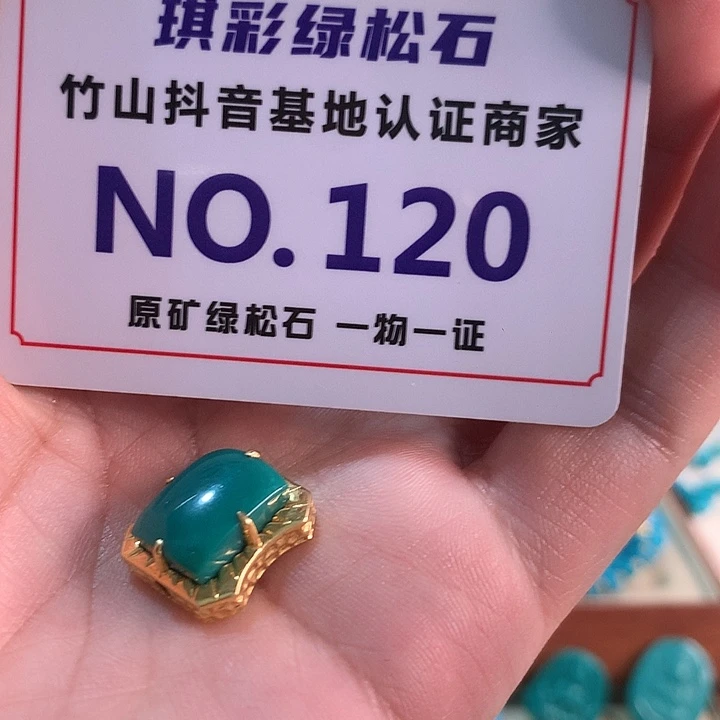 琪彩绿松石
竹山抖音基地认证商家
NO.120
原矿绿松石 一物一证